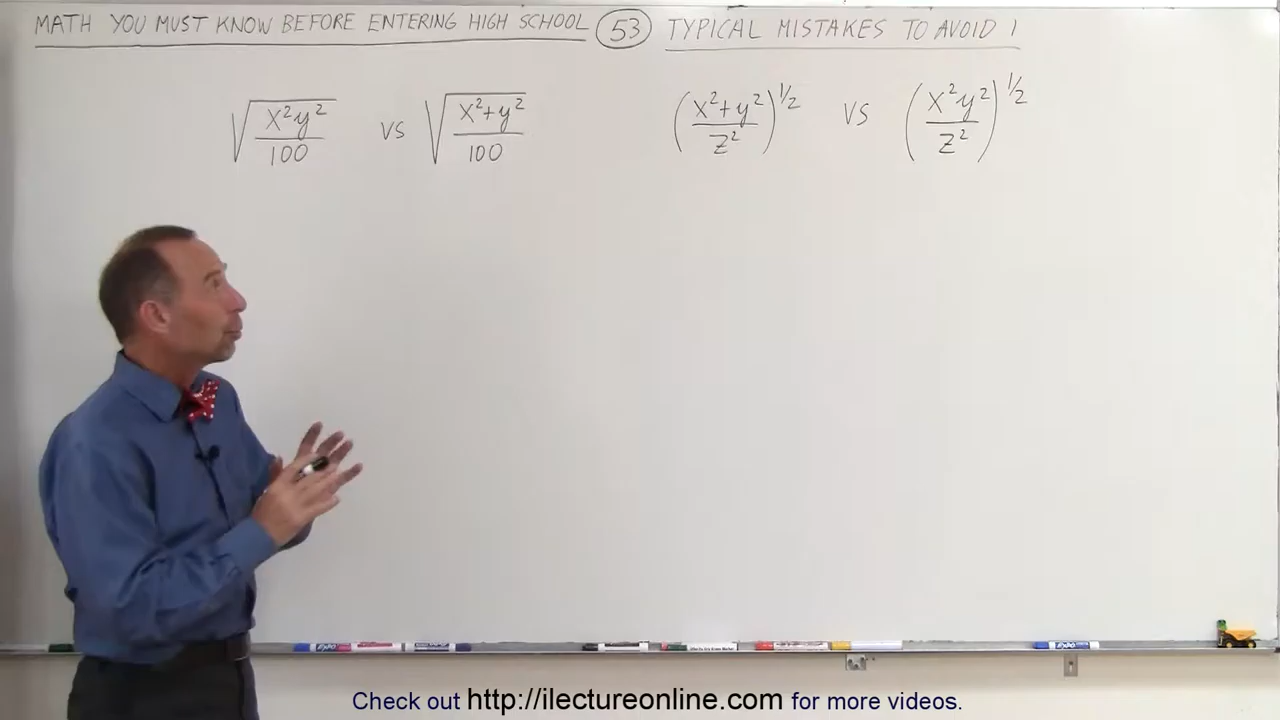 MATH YOU MUST KNOW BEFORE ENTERING HIGH SCHOOL 53 TYPICAL MISTAKES TO AVOID 1
√(x²y²/100) vs √(x²+y²/100) (x²+y²/z²)^1/2 vs (x²y²/z²)^1/2
Check out http://ilectureonline.com for more videos.